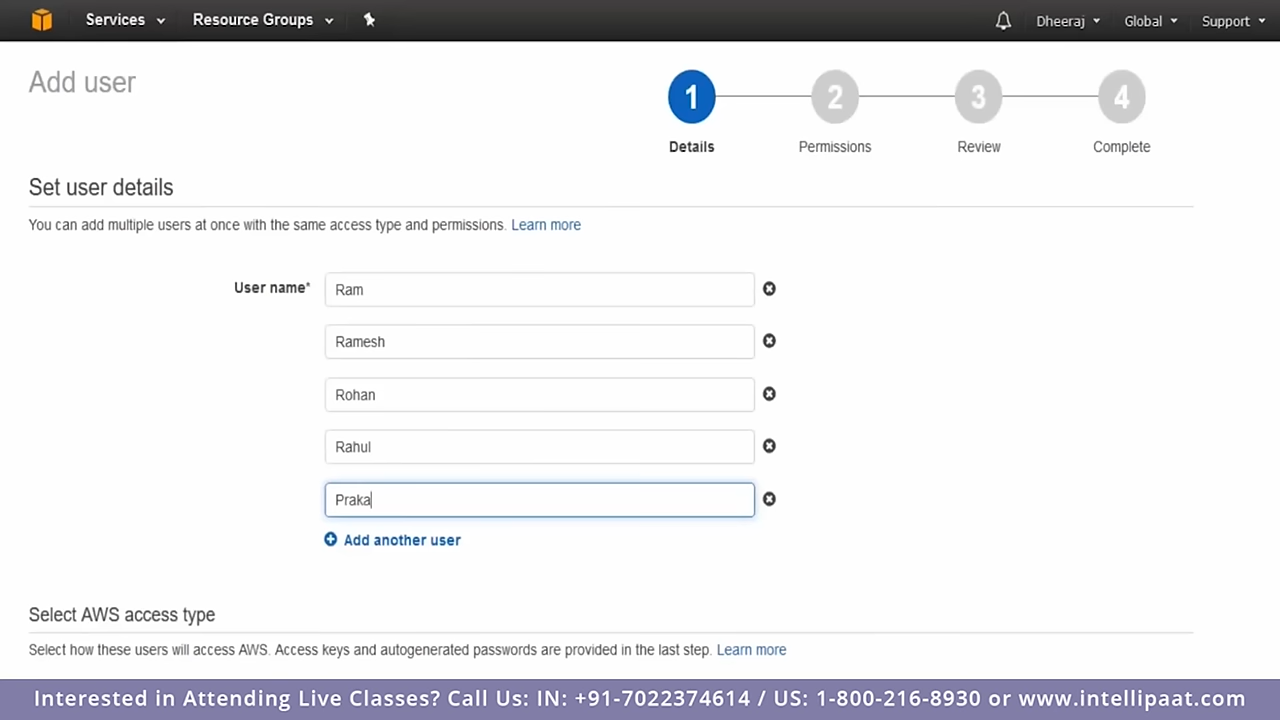 Services Resource Groups Dheeraj Global Support
Add user
1 2 3 4
Details Permissions Review Complete
Set user details
You can add multiple users at once with the same access type and permissions. Learn more
User name* Ram
Ramesh
Rohan
Rahul
Praka
Add another user
Select AWS access type
Select how these users will access AWS. Access keys and autogenerated passwords are provided in the last step. Learn more
Interested in Attending Live Classes? Call Us: IN: +91-7022374614 / US: 1-800-216-8930 or www.intellipaat.com